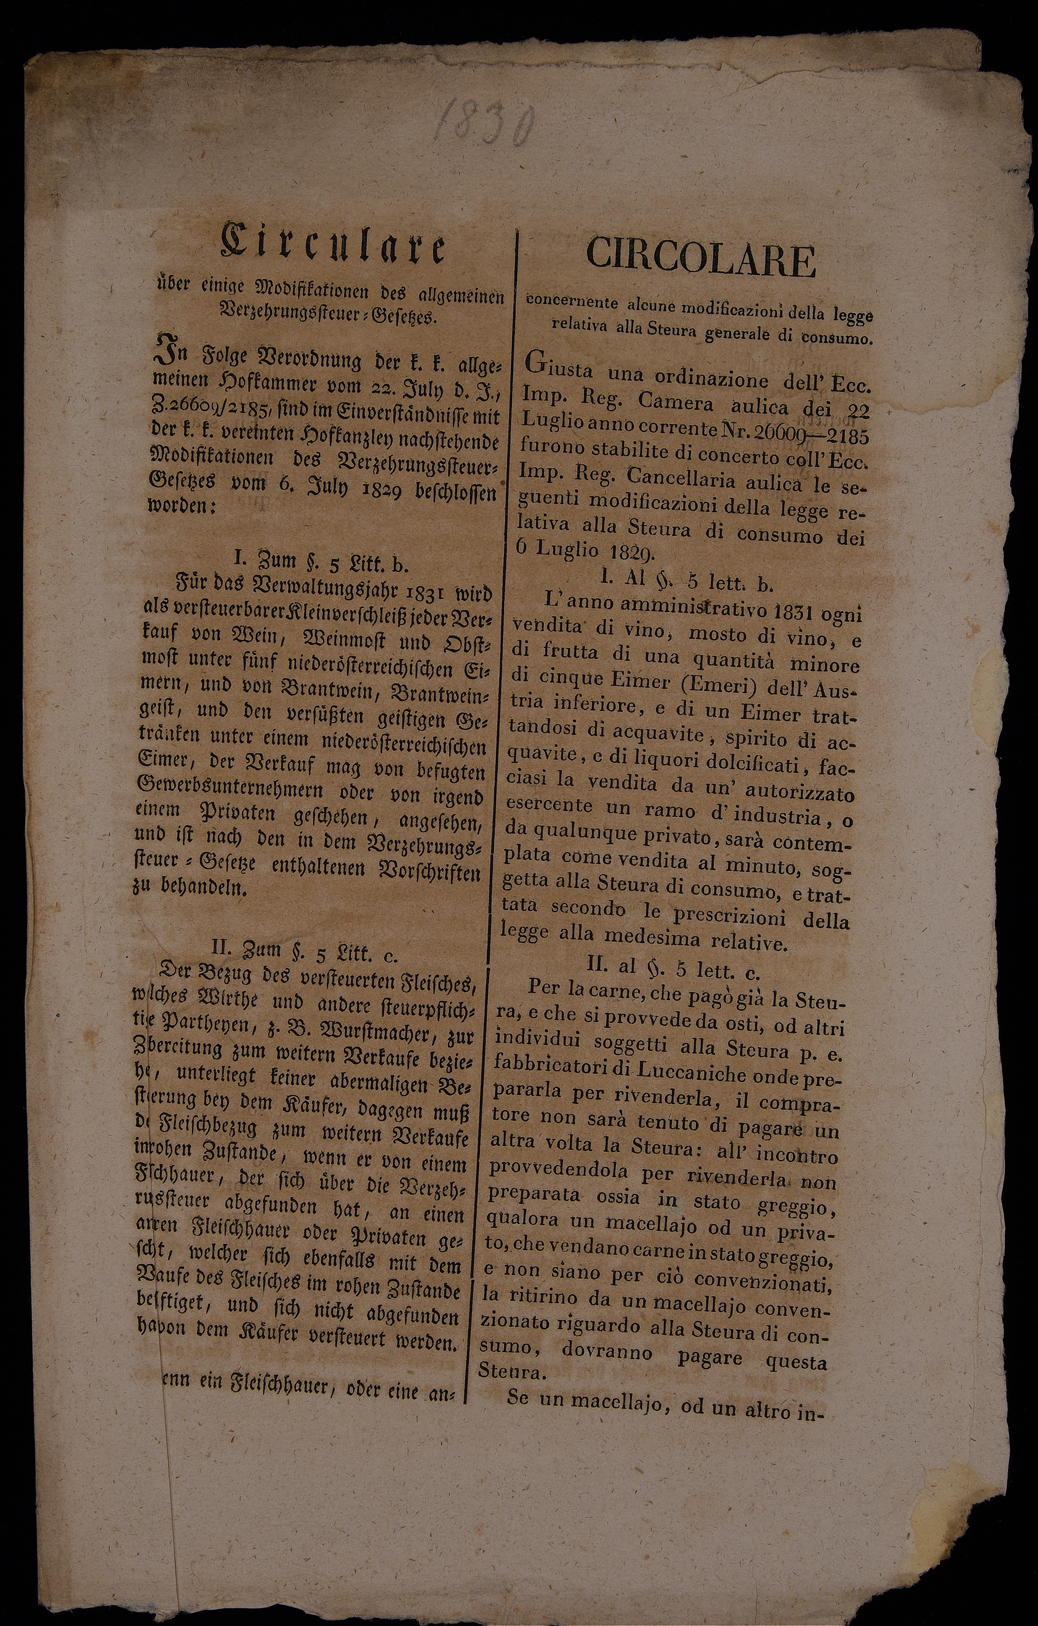 1830
Circulare
über einige Modifikationen des allgemeinen
Verzehrungssteuer=Gesetzes.
In Folge Verordnung der k. k. allge=
meinen Hofkammer vom 22. July d. J.,
Z.26609/2185, sind im Einverständnisse mit
der k. k. vereinten Hofkanzley nachstehende
Modifikationen des Verzehrungssteuer=
Gesetzes vom 6. July 1829 beschlossen
worden:
I. Zum §. 5 Litt. b.
Für das Verwaltungsjahr 1831 wird
als versteuerbarer Kleinverschleiß jeder Ver=
kauf von Wein, Weinmost und Obst=
most unter fünf niederösterreichischen Ei=
mern, und von Brantwein, Brantwein=
geist, und den versüßten geistigen Ge=
tränken unter einem niederösterreichischen
Eimer, der Verkauf mag von befugten
Gewerbsunternehmern oder von irgend
einem Privaten geschehen, angesehen,
und ist nach den in dem Verzehrungs=
steuer=Gesetze enthaltenen Vorschriften
zu behandeln.
II. Zum §. 5 Litt. c.
Der Bezug des versteuerten Fleisches,
wlches Wirthe und andere steuerpflich=
tie Partheyen, z. B. Wurstmacher, zur
Zbereitung zum weitern Verkaufe bezie=
he, unterliegt keiner abermaligen Be=
stierung bey dem Käufer, dagegen muß
de Fleischbezug zum weitern Verkaufe
inrohen Zustande, wenn er von einem
Fschhauer, der sich über die Verzeh=
russteuer abgefunden hat, an einen
arren Fleischhauer oder Privaten ge=
scht, welcher sich ebenfalls mit dem
Vaufe des Fleisches im rohen Zustande
beftiget, und sich nicht abgefunden
havon dem Käufer versteuert werden.
enn ein Fleischhauer, oder eine an=
CIRCOLARE
concernente alcune modificazioni della legge
relativa alla Steura generale di consumo.
Giusta una ordinazione dell' Ecc.
Imp. Reg. Camera aulica dei 22
Luglio anno corrente Nr. 26609—2185
furono stabilite di concerto coll' Ecc.
Imp. Reg. Cancellaria aulica le se-
guenti modificazioni della legge re-
lativa alla Steura di consumo dei
6 Luglio 1829.
I. Al §. 5 lett. b.
L' anno amministrativo 1831 ogni
vendita di vino, mosto di vino, e
di frutta di una quantità minore
di cinque Eimer (Emeri) dell' Aus-
tria inferiore, e di un Eimer trat-
tandosi di acquavite, spirito di ac-
quavite, e di liquori dolcificati, fac-
ciasi la vendita da un' autorizzato
esercente un ramo d' industria, o
da qualunque privato, sarà contem-
plata come vendita al minuto, sog-
getta alla Steura di consumo, e trat-
tata secondo le prescrizioni della
legge alla medesima relative.
II. al §. 5 lett. c.
Per la carne, che pagò già la Steu-
ra, e che si provvede da osti, od altri
individui soggetti alla Steura p. e.
fabbricatori di Luccaniche onde pre-
pararla per rivenderla, il compra-
tore non sarà tenuto di pagare un
altra volta la Steura: all' incontro
provvedendola per rivenderla non
preparata ossia in stato greggio,
qualora un macellajo od un priva-
to, che vendano carne in stato greggio,
e non siano per ciò convenzionati,
la ritirino da un macellajo conven-
zionato riguardo alla Steura di con-
sumo, dovranno pagare questa
Steura.
Se un macellajo, od un altro in-